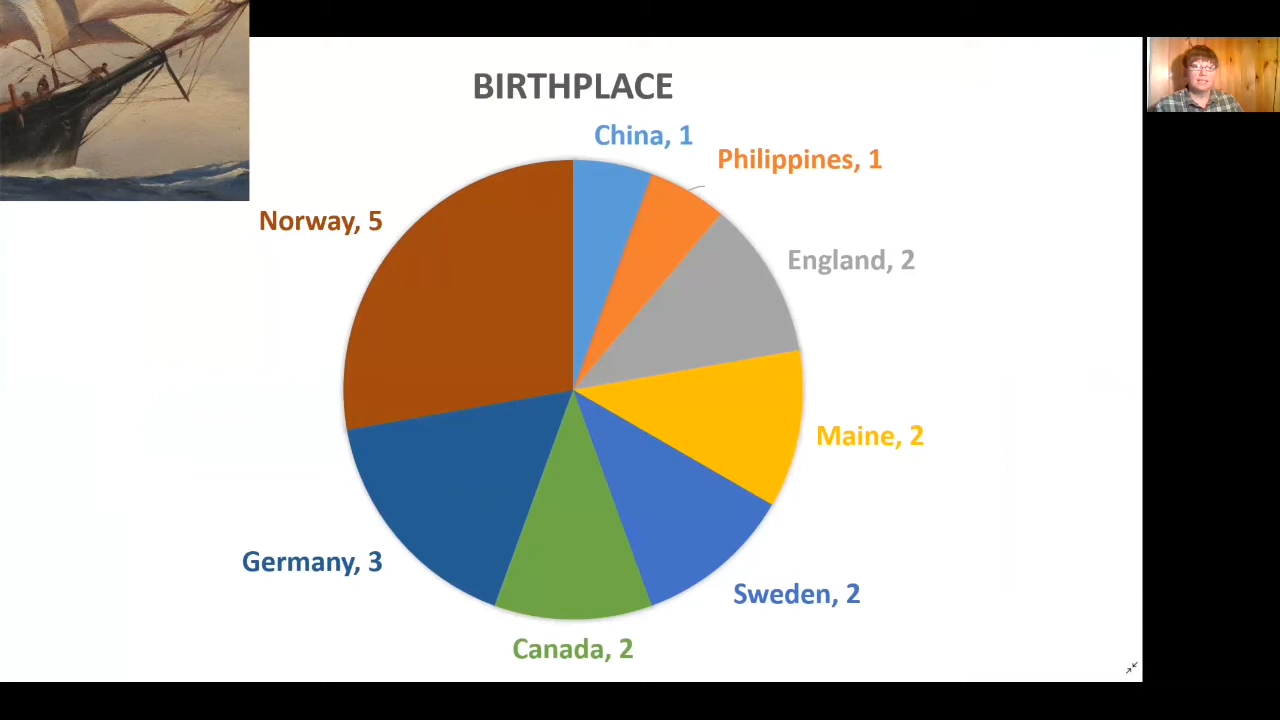 BIRTHPLACE
China, 1
Philippines, 1
Norway, 5
England, 2
Maine, 2
Germany, 3
Sweden, 2
Canada, 2